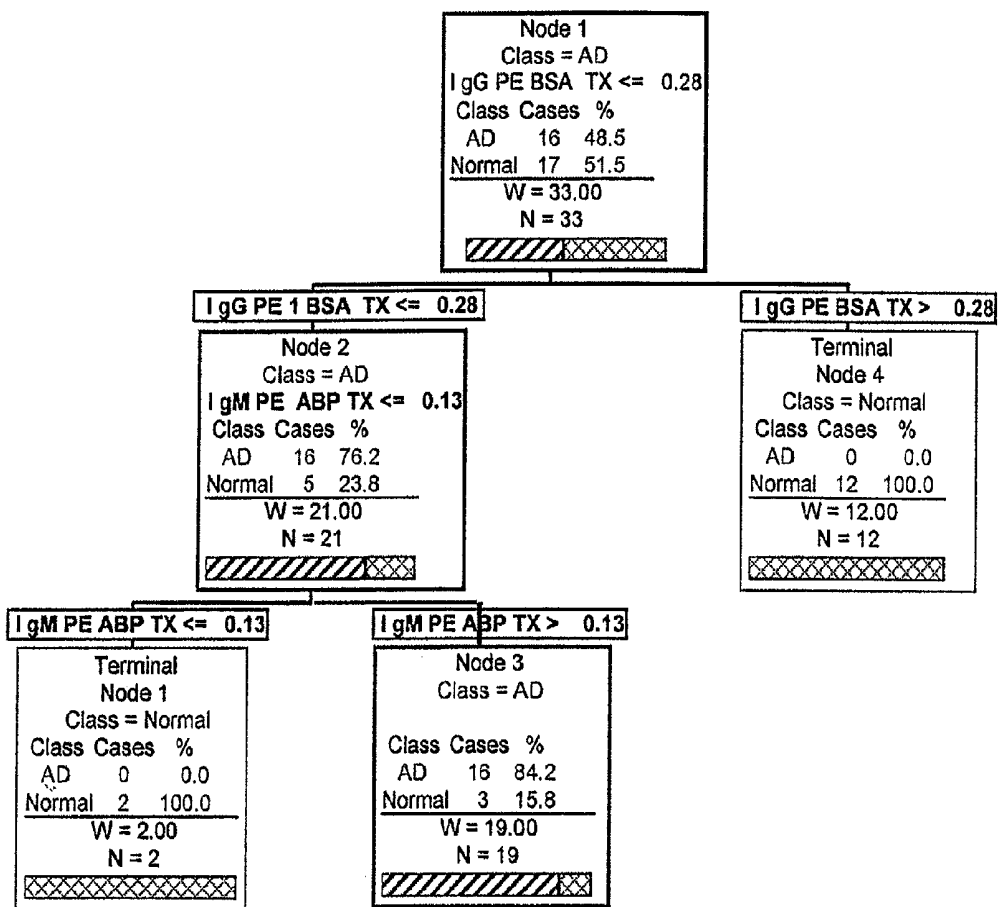 Node 1
Class = AD
I gG PE BSA TX <= 0.28
Class Cases %
AD 16 48.5
Normal 17 51.5
W = 33.00
N = 33
I gG PE 1 BSA TX <= 0.28
I gG PE BSA TX > 0.28
Node 2
Class = AD
I gM PE ABP TX <= 0.13
Class Cases %
AD 16 76.2
Normal 5 23.8
W = 21.00
N = 21
Terminal
Node 4
Class = Normal
Class Cases %
AD 0 0.0
Normal 12 100.0
W = 12.00
N = 12
I gM PE ABP TX <= 0.13
I gM PE ABP TX > 0.13
Terminal
Node 1
Class = Normal
Class Cases %
AD 0 0.0
Normal 2 100.0
W = 2.00
N = 2
Node 3
Class = AD
Class Cases %
AD 16 84.2
Normal 3 15.8
W = 19.00
N = 19